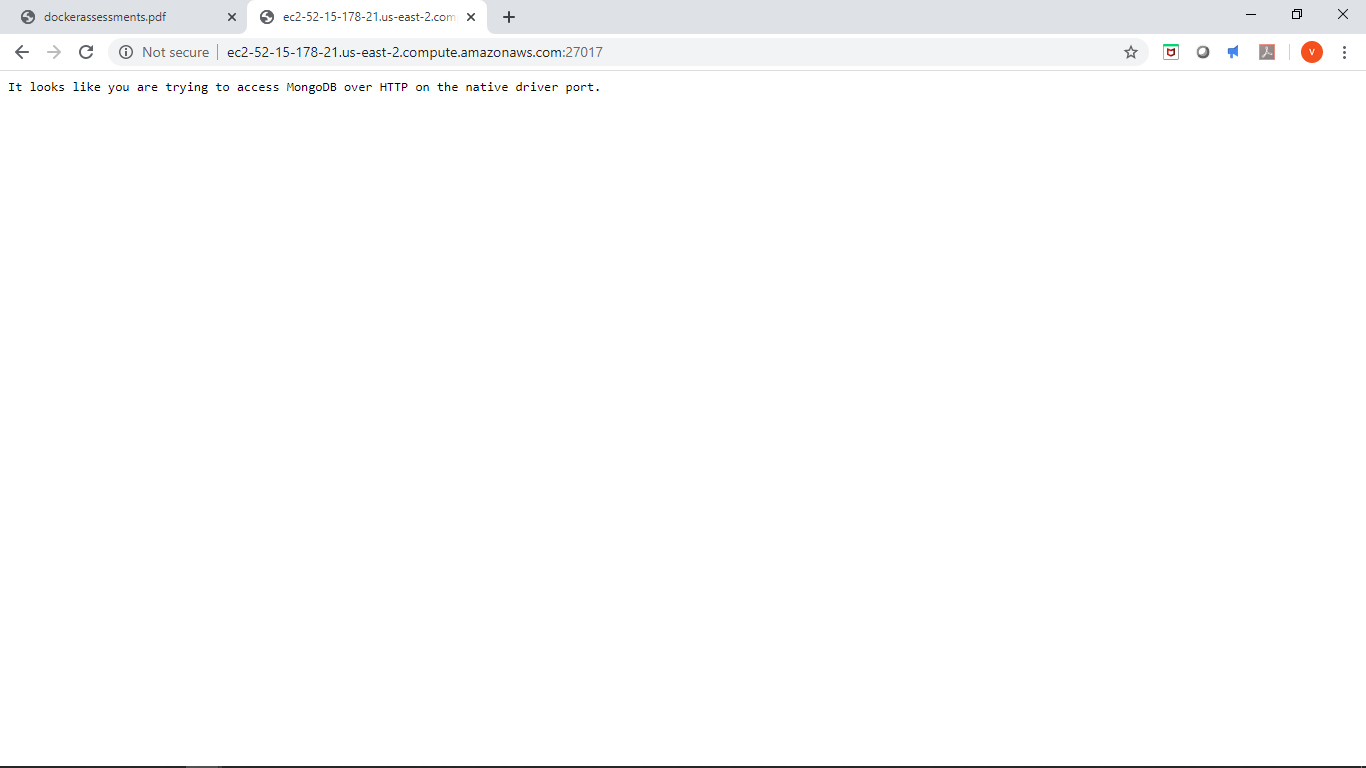 dockerassessments.pdf
ec2-52-15-178-21.us-east-2.com
Not secure
ec2-52-15-178-21.us-east-2.compute.amazonaws.com:27017
V
It looks like you are trying to access MongoDB over HTTP on the native driver port.